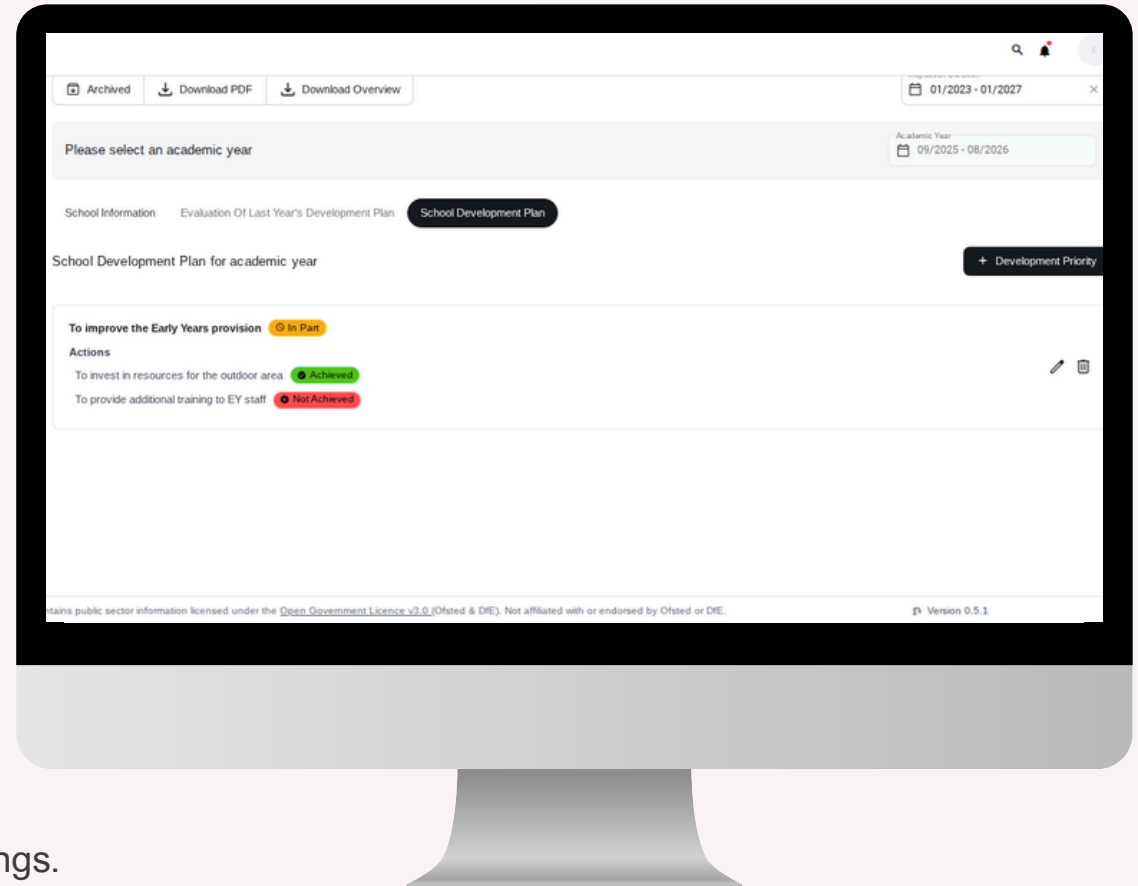 Archived Download PDF Download Overview 01/2023 - 01/2027
Academic Year
Please select an academic year 09/2025 - 08/2026
School Information Evaluation Of Last Year's Development Plan School Development Plan
School Development Plan for academic year + Development Priority
To improve the Early Years provision In Part
Actions
To invest in resources for the outdoor area Achieved
To provide additional training to EY staff Not Achieved
public sector information licensed under the Open Government Licence v3.0 (Ofsted & DfE). Not affiliated with or endorsed by Ofsted or DfE. Version 0.5.1